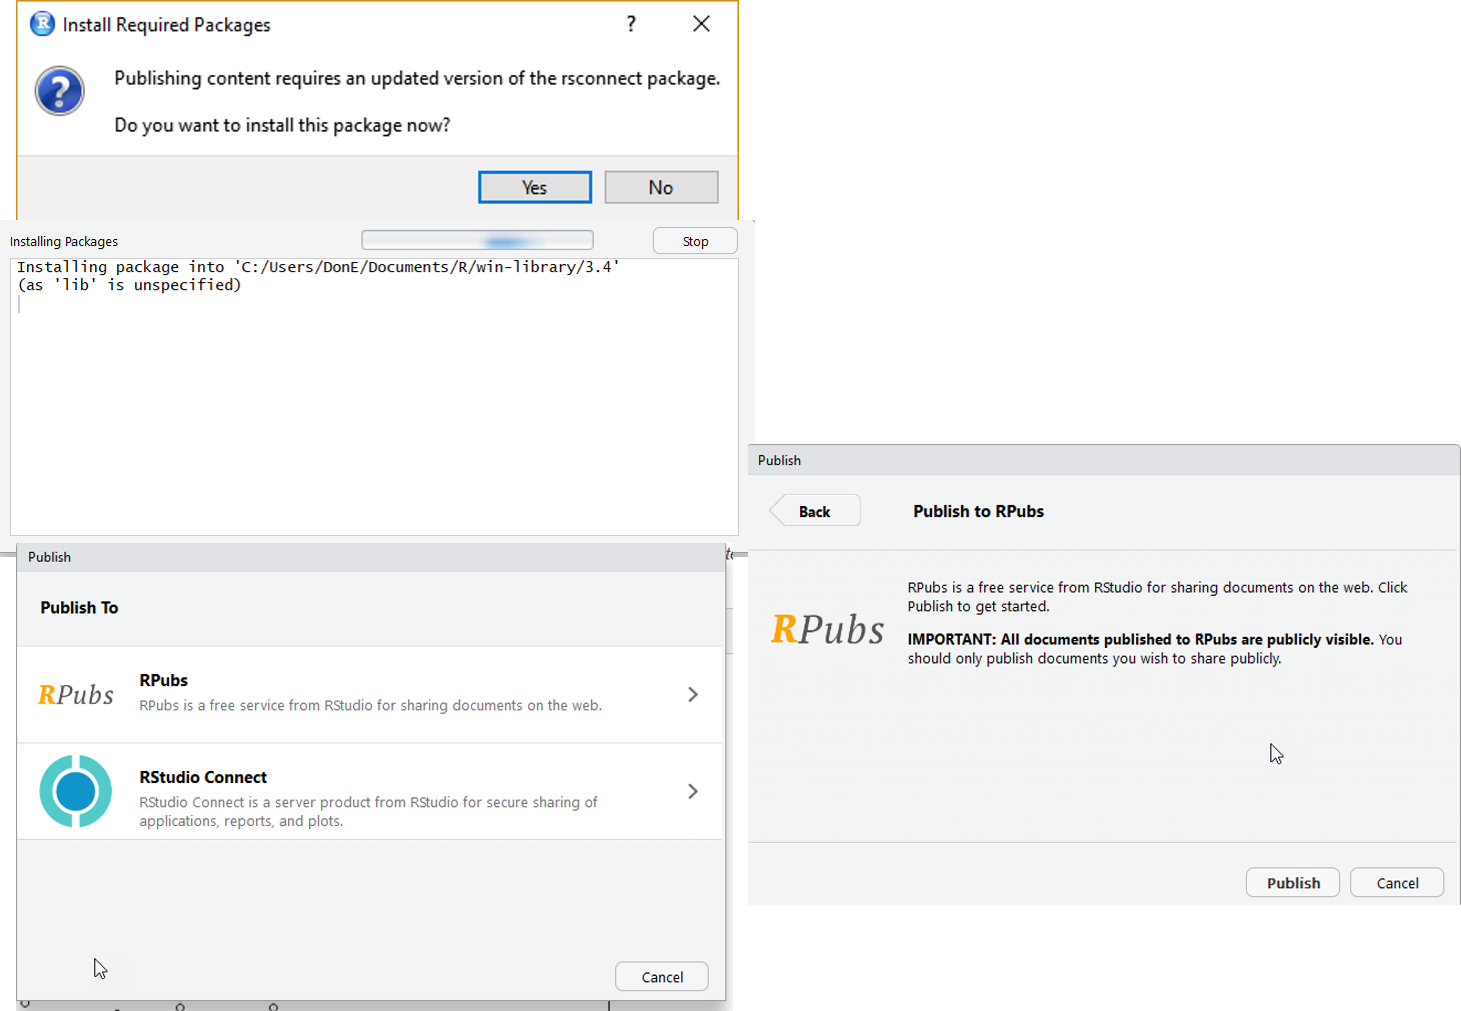 Install Required Packages
?
Publishing content requires an updated version of the rsconnect package.
Do you want to install this package now?
Yes
No
Installing Packages
Stop
Installing package into 'C:/Users/DonE/Documents/R/win-library/3.4'
(as 'lib' is unspecified)
Publish
Publish To
RPubs
RPubs
RPubs is a free service from RStudio for sharing documents on the web.
RStudio Connect
RStudio Connect is a server product from RStudio for secure sharing of
applications, reports, and plots.
Cancel
Publish
Back
Publish to RPubs
RPubs
RPubs is a free service from RStudio for sharing documents on the web. Click
Publish to get started.
IMPORTANT: All documents published to RPubs are publicly visible. You
should only publish documents you wish to share publicly.
Publish
Cancel